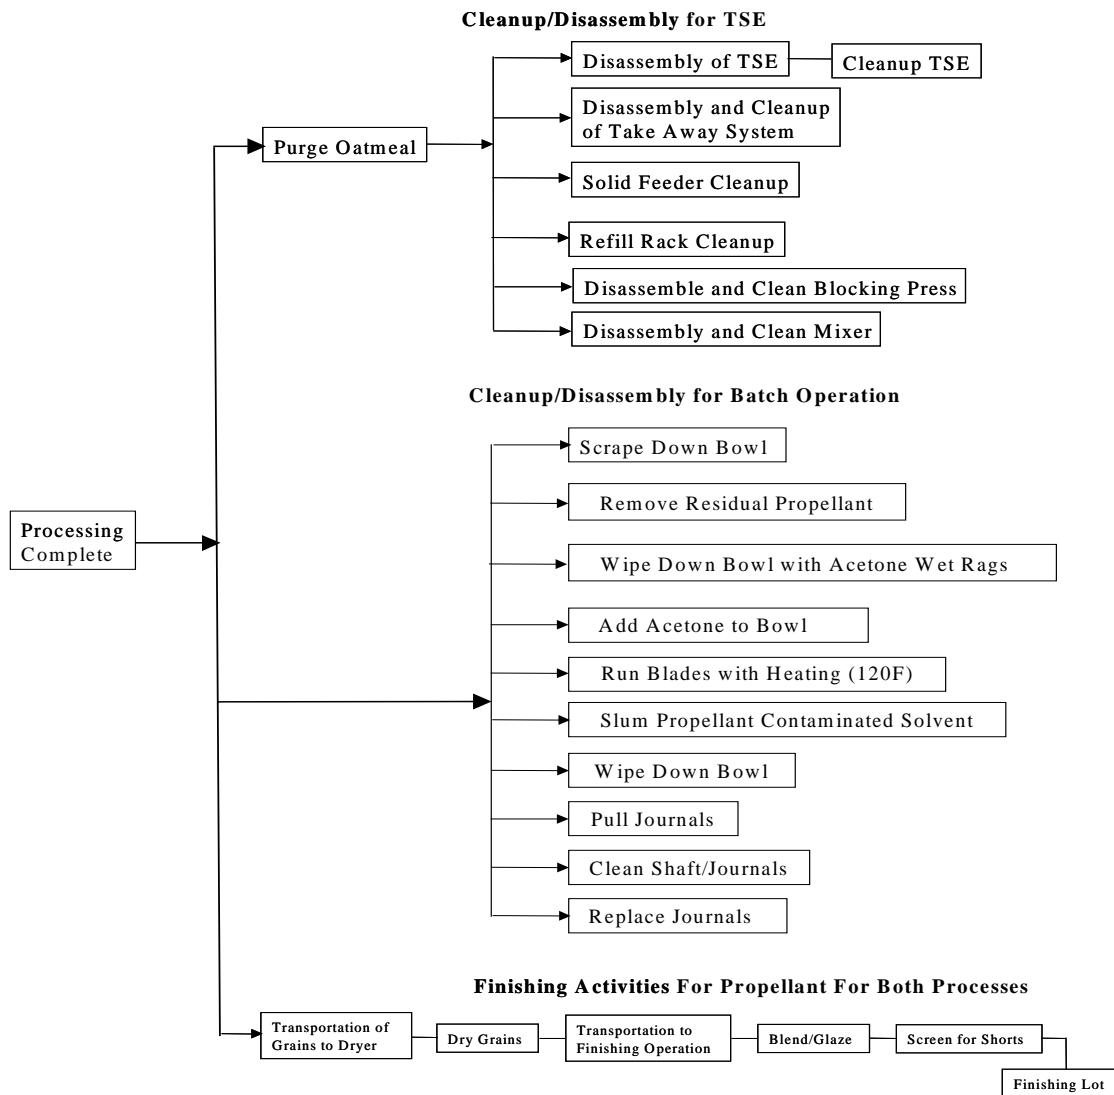 Cleanup/Disassembly for TSE
Disassembly of TSE
Cleanup TSE
Disassembly and Cleanup
of Take Away System
Purge Oatmeal
Solid Feeder Cleanup
Refill Rack Cleanup
Disassemble and Clean Blocking Press
Disassembly and Clean Mixer
Cleanup/Disassembly for Batch Operation
Scrape Down Bowl
Remove Residual Propellant
Processing
Complete
Wipe Down Bowl with Acetone Wet Rags
Add Acetone to Bowl
Run Blades with Heating (120F)
Slum Propellant Contaminated Solvent
Wipe Down Bowl
Pull Journals
Clean Shaft/Journals
Replace Journals
Finishing Activities For Propellant For Both Processes
Transportation of
Grains to Dryer
Dry Grains
Transportation to
Finishing Operation
Blend/Glaze
Screen for Shorts
Finishing Lot